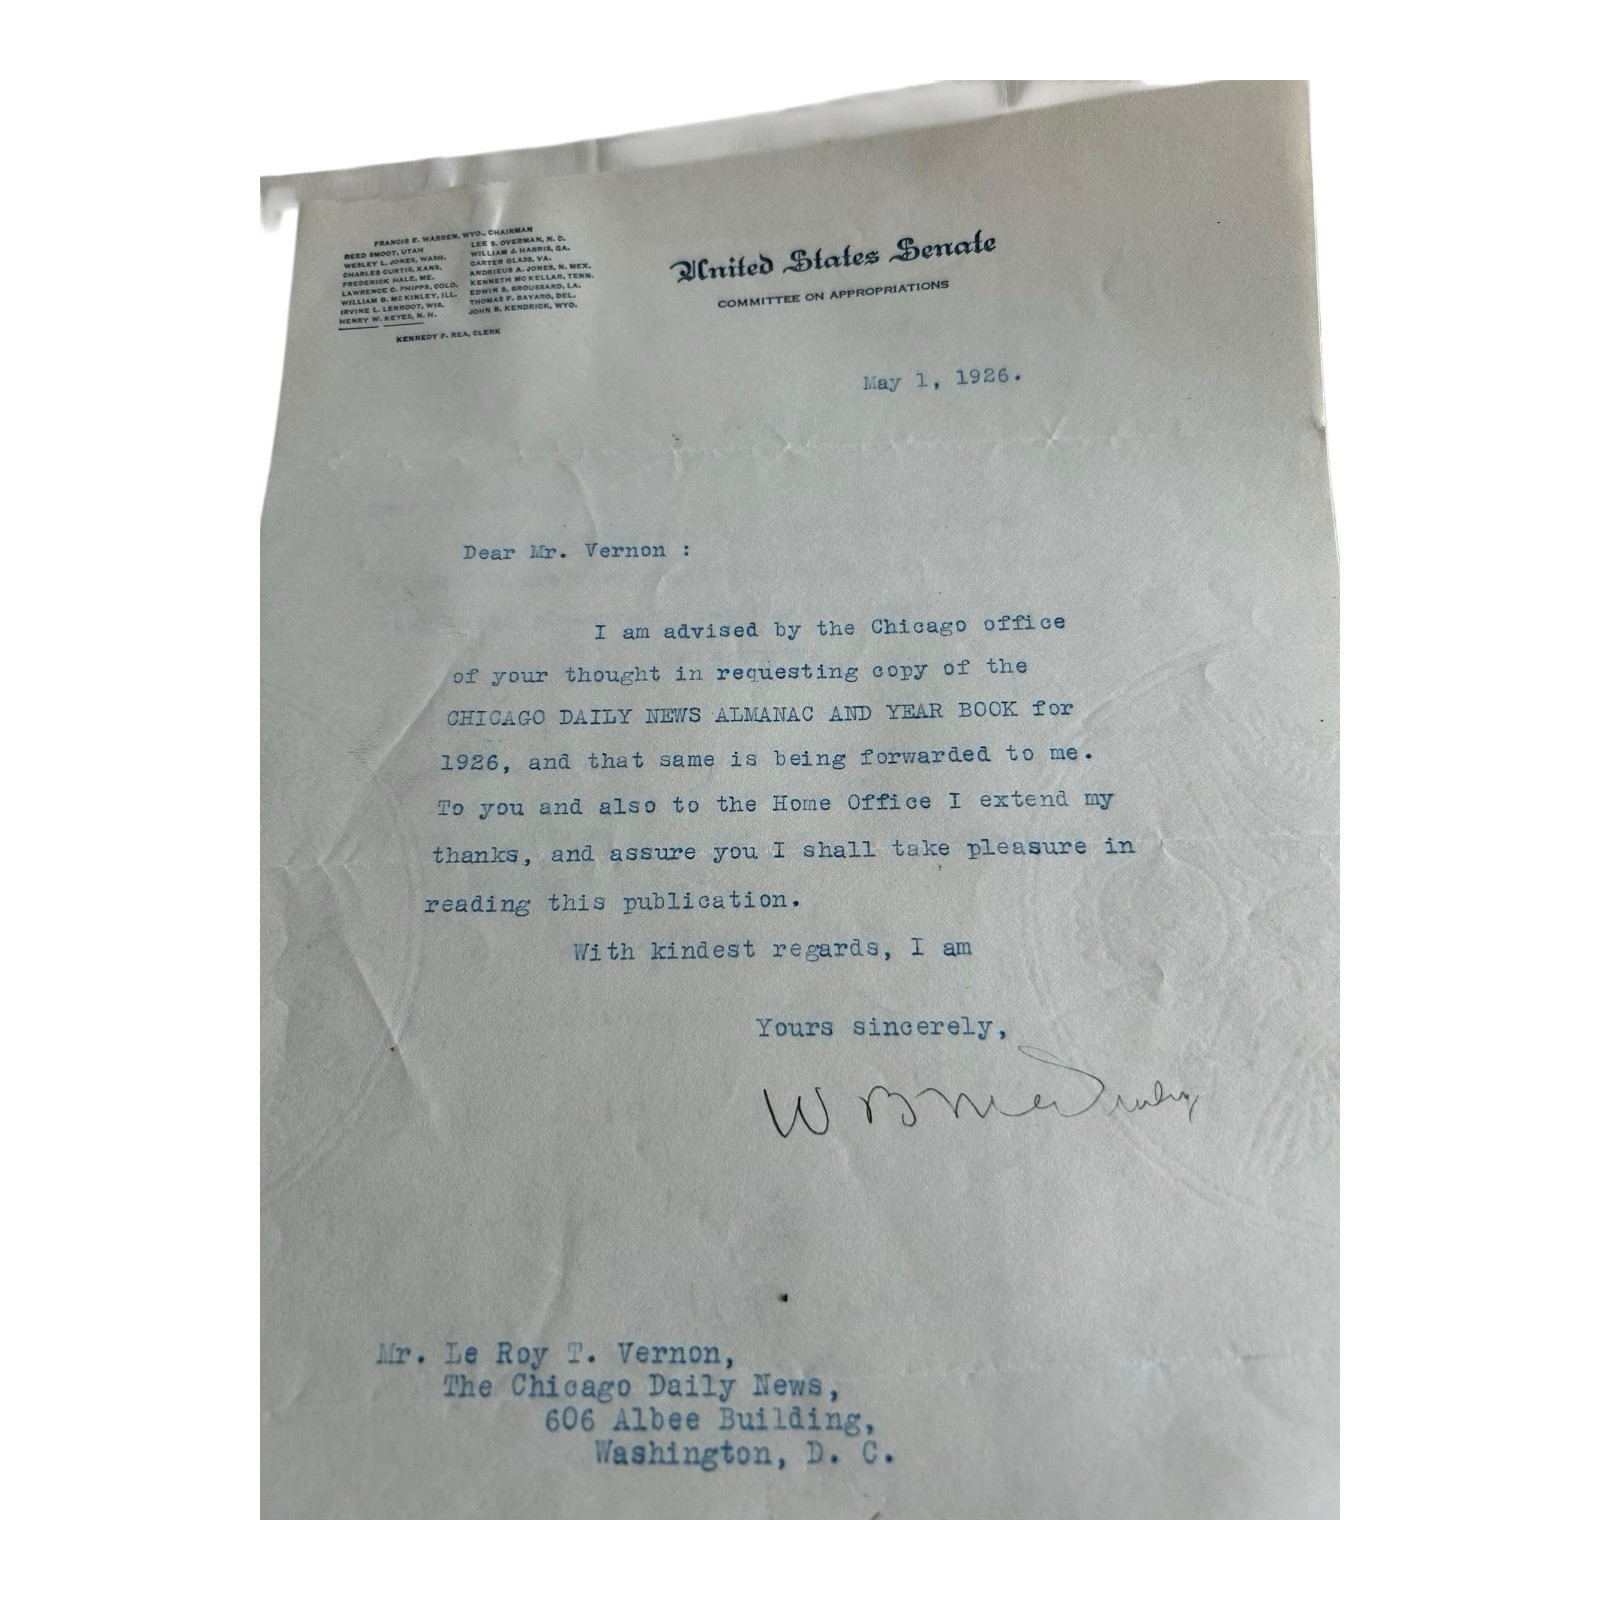 FRANCIS E. WARREN, WYO., CHAIRMAN
REED SMOOT, UTAH
WESLEY L. JONES, WASH.
CHARLES CURTIS, KANS.
FREDERICK HALE, ME.
LAWRENCE C. PHIPPS, COLO.
WILLIAM B. MCKINLEY, ILL.
IRVINE L. LENROOT, WIS.
HENRY W. KEYES, N. H.
LEE S. OVERMAN, N. C.
WILLIAM J. HARRIS, GA.
CARTER GLASS, VA.
ANDRIEUS A. JONES, N. MEX.
KENNETH MCKELLAR, TENN.
EDWIN S. BROUSSARD, LA.
THOMAS F. BAYARD, DEL.
JOHN B. KENDRICK, WYO.
KENNEDY F. REA, CLERK
United States Senate
COMMITTEE ON APPROPRIATIONS
May 1, 1926.
Dear Mr. Vernon :
I am advised by the Chicago office
of your thought in requesting copy of the
CHICAGO DAILY NEWS ALMANAC AND YEAR BOOK for
1926, and that same is being forwarded to me.
To you and also to the Home Office I extend my
thanks, and assure you I shall take pleasure in
reading this publication.
With kindest regards, I am
Yours sincerely,
W B McKinley
Mr. Le Roy T. Vernon,
The Chicago Daily News,
606 Albee Building,
Washington, D. C.